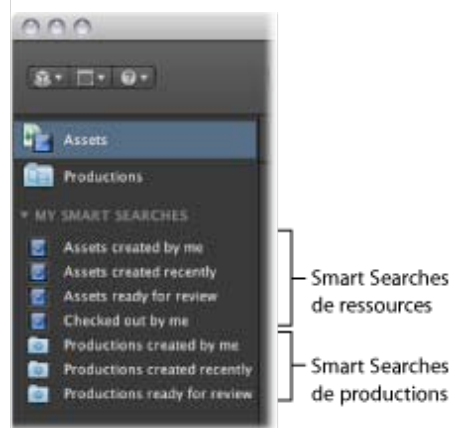 Assets
Productions
MY SMART SEARCHES
Assets created by me
Assets created recently
Assets ready for review
Checked out by me
Productions created by me
Productions created recently
Productions ready for review
Smart Searches
de ressources
Smart Searches
de productions